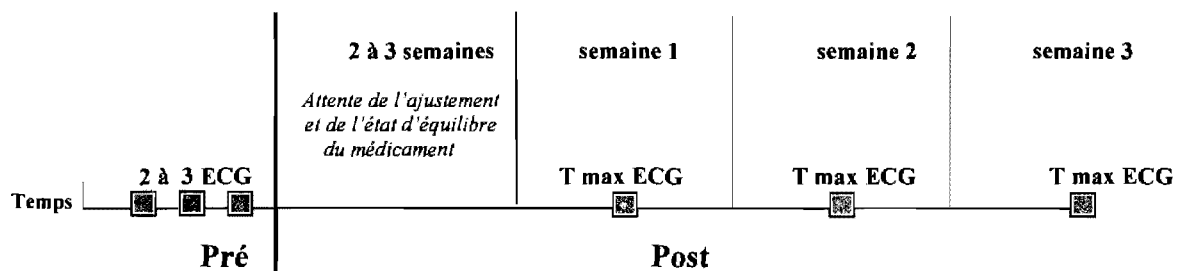 2 à 3 semaines
semaine 1
semaine 2
semaine 3
Attente de l'ajustement
et de l'état d'équilibre
du médicament
2 à 3 ECG
T max ECG
T max ECG
T max ECG
Temps
Pré
Post